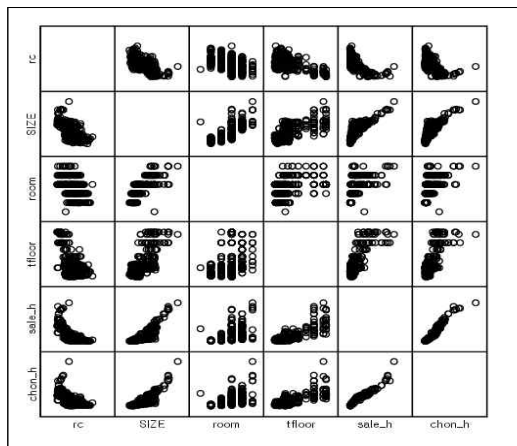 rc
SIZE
room
tfloor
sale_h
chon_h
rc SIZE room tfloor sale_h chon_h